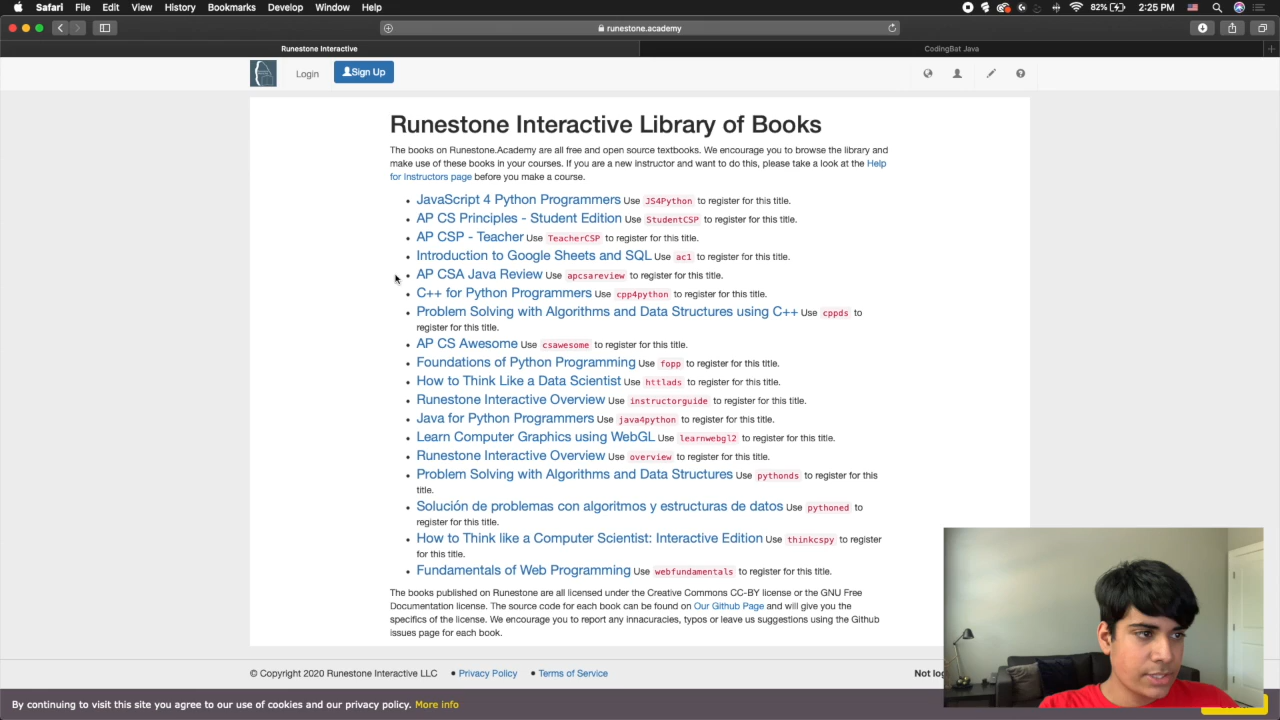 Safari File Edit View History Bookmarks Develop Window Help 82% 2:25 PM
runestone.academy
Runestone Interactive CodingBat Java
Login Sign Up
Runestone Interactive Library of Books
The books on Runestone.Academy are all free and open source textbooks. We encourage you to browse the library and
make use of these books in your courses. If you are a new instructor and want to do this, please take a look at the Help
for Instructors page before you make a course.
• JavaScript 4 Python Programmers Use JS4Python to register for this title.
• AP CS Principles - Student Edition Use StudentCSP to register for this title.
• AP CSP - Teacher Use TeacherCSP to register for this title.
• Introduction to Google Sheets and SQL Use ac1 to register for this title.
• AP CSA Java Review Use apcsareview to register for this title.
• C++ for Python Programmers Use cpp4python to register for this title.
• Problem Solving with Algorithms and Data Structures using C++ Use cppds to
register for this title.
• AP CS Awesome Use csawesome to register for this title.
• Foundations of Python Programming Use fopp to register for this title.
• How to Think Like a Data Scientist Use httlads to register for this title.
• Runestone Interactive Overview Use instructorguide to register for this title.
• Java for Python Programmers Use java4python to register for this title.
• Learn Computer Graphics using WebGL Use learnwebgl2 to register for this title.
• Runestone Interactive Overview Use overview to register for this title.
• Problem Solving with Algorithms and Data Structures Use pythonds to register for this
title.
• Solución de problemas con algoritmos y estructuras de datos Use pythoned to
register for this title.
• How to Think like a Computer Scientist: Interactive Edition Use thinkcspy to register
for this title.
• Fundamentals of Web Programming Use webfundamentals to register for this title.
The books published on Runestone are all licensed under the Creative Commons CC-BY license or the GNU Free
Documentation license. The source code for each book can be found on Our Github Page and will give you the
specifics of the license. We encourage you to report any innacuracies, typos or leave us suggestions using the Github
issues page for each book.
© Copyright 2020 Runestone Interactive LLC • Privacy Policy • Terms of Service Not log
By continuing to visit this site you agree to our use of cookies and our privacy policy. More info